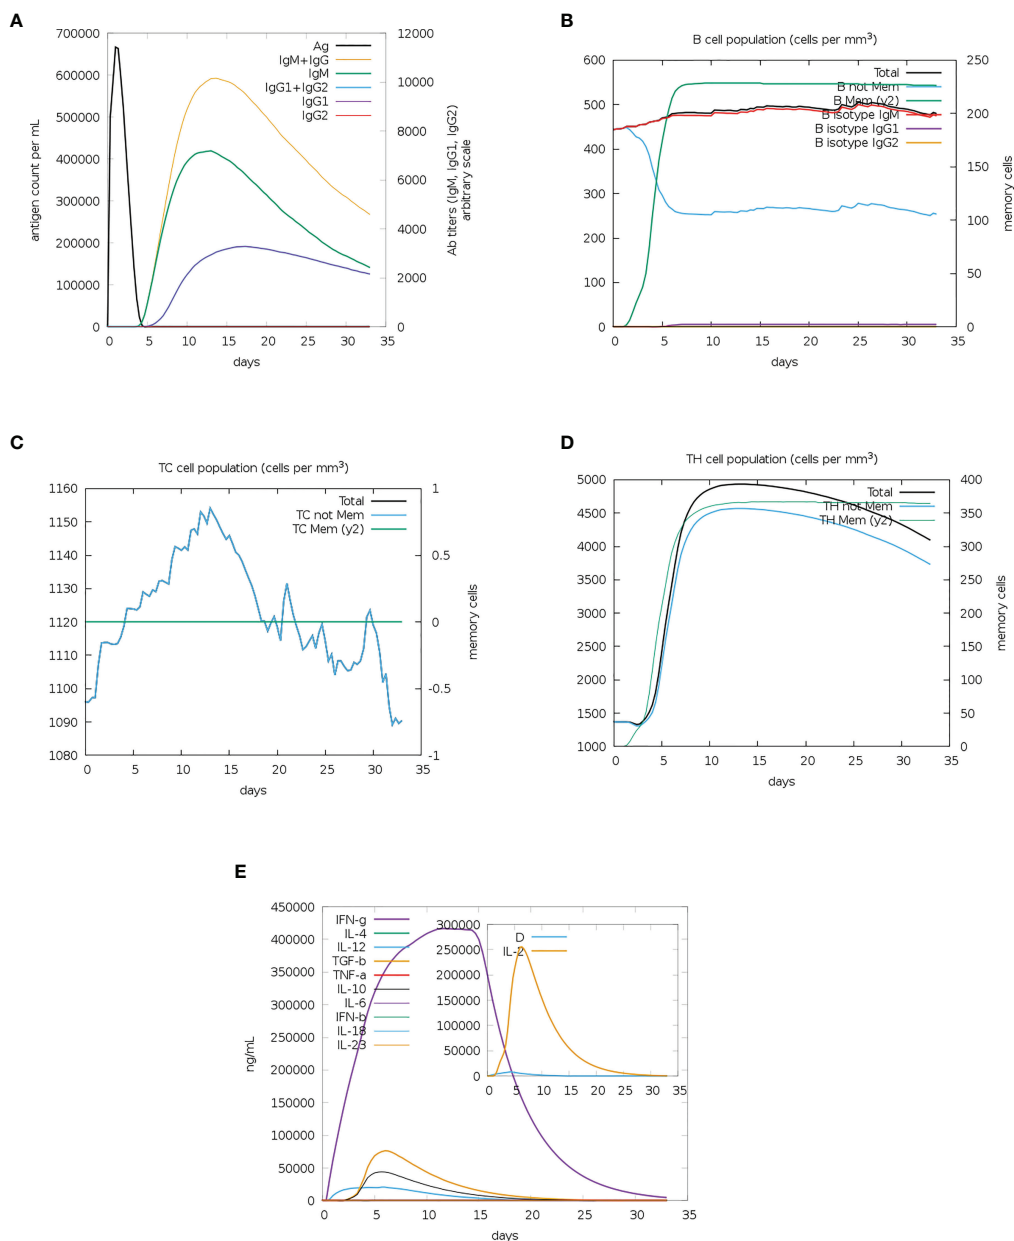 A
700000
600000
500000
400000
300000
200000
100000
0
antigen count per mL
12000
10000
8000
6000
4000
2000
0
Ab titers (IgM, IgG1, IgG2)
arbitrary scale
Ag
IgM+IgG
IgM
IgG1+IgG2
IgG1
IgG2
0 5 10 15 20 25 30 35
days
B
B cell population (cells per mm³)
600
500
400
300
200
100
0
250
200
150
100
50
0
memory cells
Total
B not Mem
B Mem (y2)
B isotype IgM
B isotype IgG1
B isotype IgG2
0 5 10 15 20 25 30 35
days
C
TC cell population (cells per mm³)
1160
1150
1140
1130
1120
1110
1100
1090
1080
1
0.5
0
-0.5
-1
memory cells
Total
TC not Mem
TC Mem (y2)
0 5 10 15 20 25 30 35
days
D
TH cell population (cells per mm³)
5000
4500
4000
3500
3000
2500
2000
1500
1000
400
350
300
250
200
150
100
50
0
memory cells
Total
TH not Mem
TH Mem (y2)
0 5 10 15 20 25 30 35
days
E
450000
400000
350000
300000
250000
200000
150000
100000
50000
0
ng/mL
IFN-g
IL-4
IL-12
TGF-b
TNF-a
IL-10
IL-6
IFN-b
IL-18
IL-23
300000
250000
200000
150000
100000
50000
0
D
IL-2
0 5 10 15 20 25 30 35
0 5 10 15 20 25 30 35
days